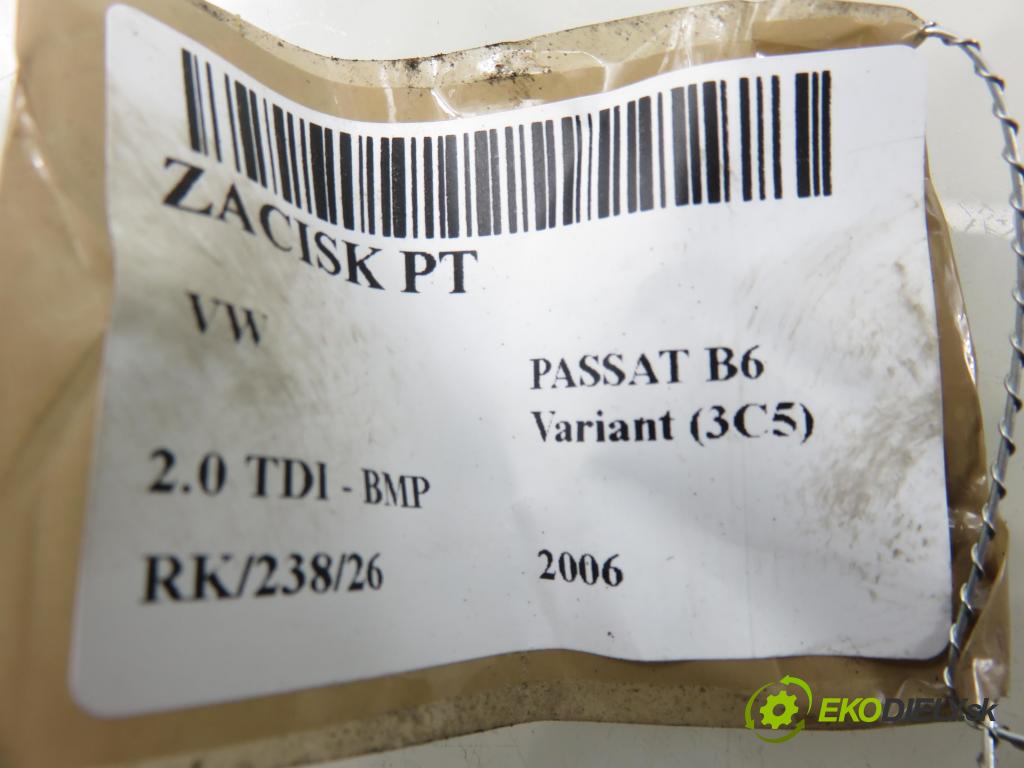 ZACISK PT
VW
PASSAT B6
Variant (3C5)
2.0 TDI - BMP
RK/238/26
2006
EKODIELY.sk